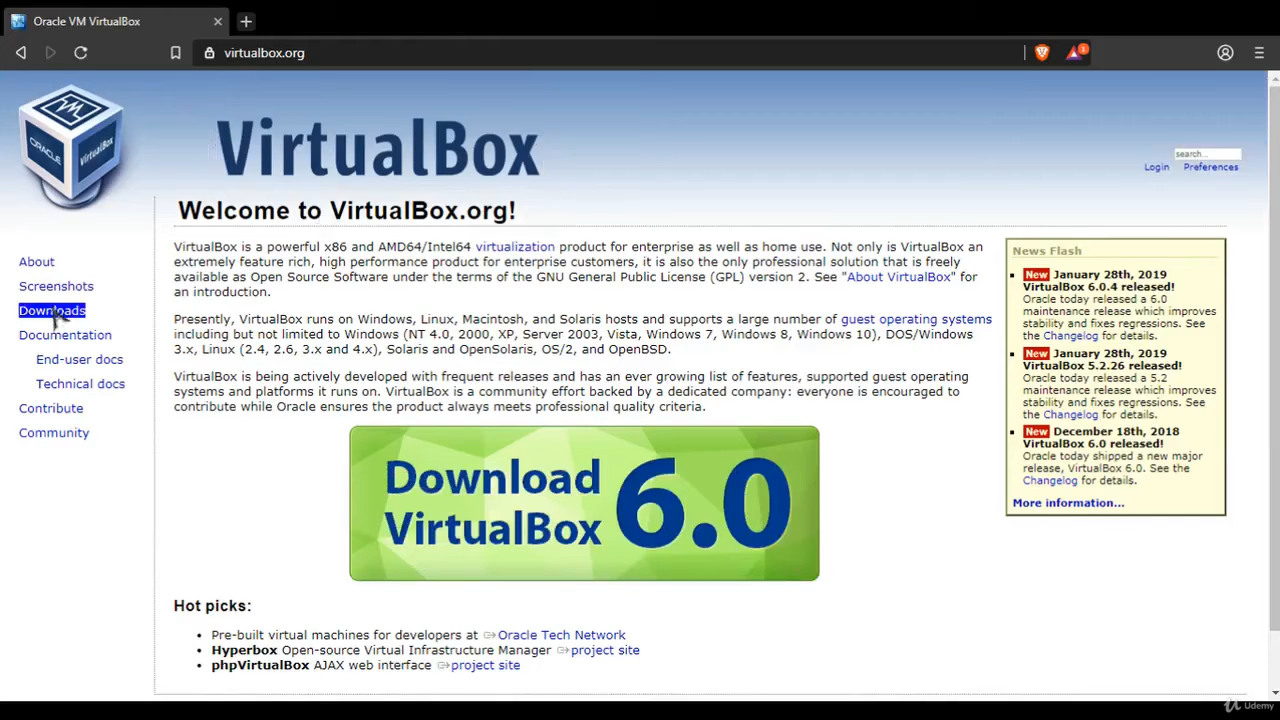 Oracle VM VirtualBox
virtualbox.org
1
ORACLE
VirtualBox
VirtualBox
search...
Login Preferences
Welcome to VirtualBox.org!
About
Screenshots
Downloads
Documentation
End-user docs
Technical docs
Contribute
Community
VirtualBox is a powerful x86 and AMD64/Intel64 virtualization product for enterprise as well as home use. Not only is VirtualBox an
extremely feature rich, high performance product for enterprise customers, it is also the only professional solution that is freely
available as Open Source Software under the terms of the GNU General Public License (GPL) version 2. See "About VirtualBox" for
an introduction.
Presently, VirtualBox runs on Windows, Linux, Macintosh, and Solaris hosts and supports a large number of guest operating systems
including but not limited to Windows (NT 4.0, 2000, XP, Server 2003, Vista, Windows 7, Windows 8, Windows 10), DOS/Windows
3.x, Linux (2.4, 2.6, 3.x and 4.x), Solaris and OpenSolaris, OS/2, and OpenBSD.
VirtualBox is being actively developed with frequent releases and has an ever growing list of features, supported guest operating
systems and platforms it runs on. VirtualBox is a community effort backed by a dedicated company: everyone is encouraged to
contribute while Oracle ensures the product always meets professional quality criteria.
Download
VirtualBox 6.0
Hot picks:
Pre-built virtual machines for developers at Oracle Tech Network
Hyperbox Open-source Virtual Infrastructure Manager project site
phpVirtualBox AJAX web interface project site
News Flash
New January 28th, 2019
VirtualBox 6.0.4 released!
Oracle today released a 6.0
maintenance release which improves
stability and fixes regressions. See
the Changelog for details.
New January 28th, 2019
VirtualBox 5.2.26 released!
Oracle today released a 5.2
maintenance release which improves
stability and fixes regressions. See
the Changelog for details.
New December 18th, 2018
VirtualBox 6.0 released!
Oracle today shipped a new major
release, VirtualBox 6.0. See the
Changelog for details.
More information...
Udemy